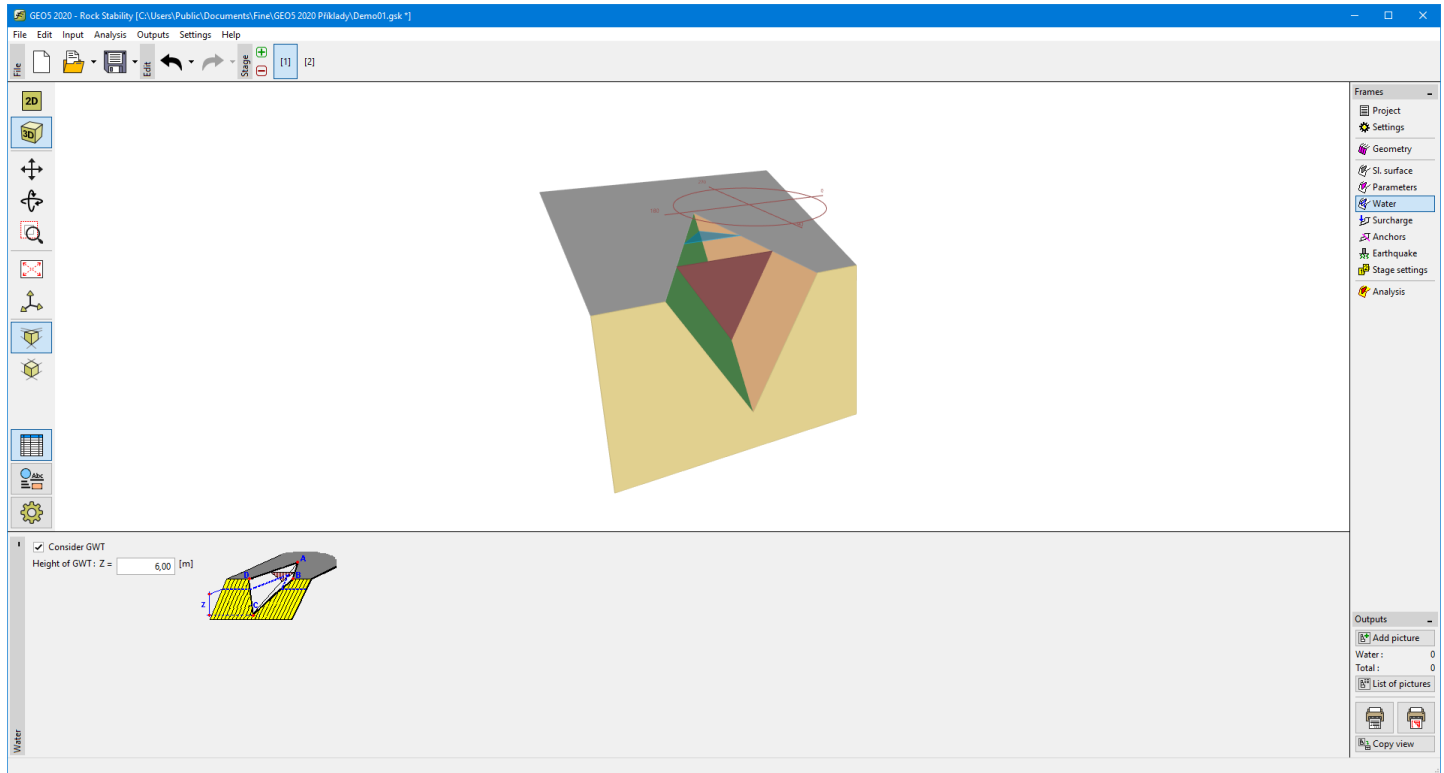 GEO5 2020 - Rock Stability [C:\Users\Public\Documents\Fine\GEO5 2020 Příklady\Demo01.gsk *]
File Edit Input Analysis Outputs Settings Help
File
Edit
Stage
[1] [2]
2D
3D
Abc
180
0
Frames
Project
Settings
Geometry
Sl. surface
Parameters
Water
Surcharge
Anchors
Earthquake
Stage settings
Analysis
Consider GWT
Height of GWT : Z = 6,00 [m]
A
D
B
C
Z
Water
Outputs
Add picture
Water : 0
Total : 0
List of pictures
Copy view